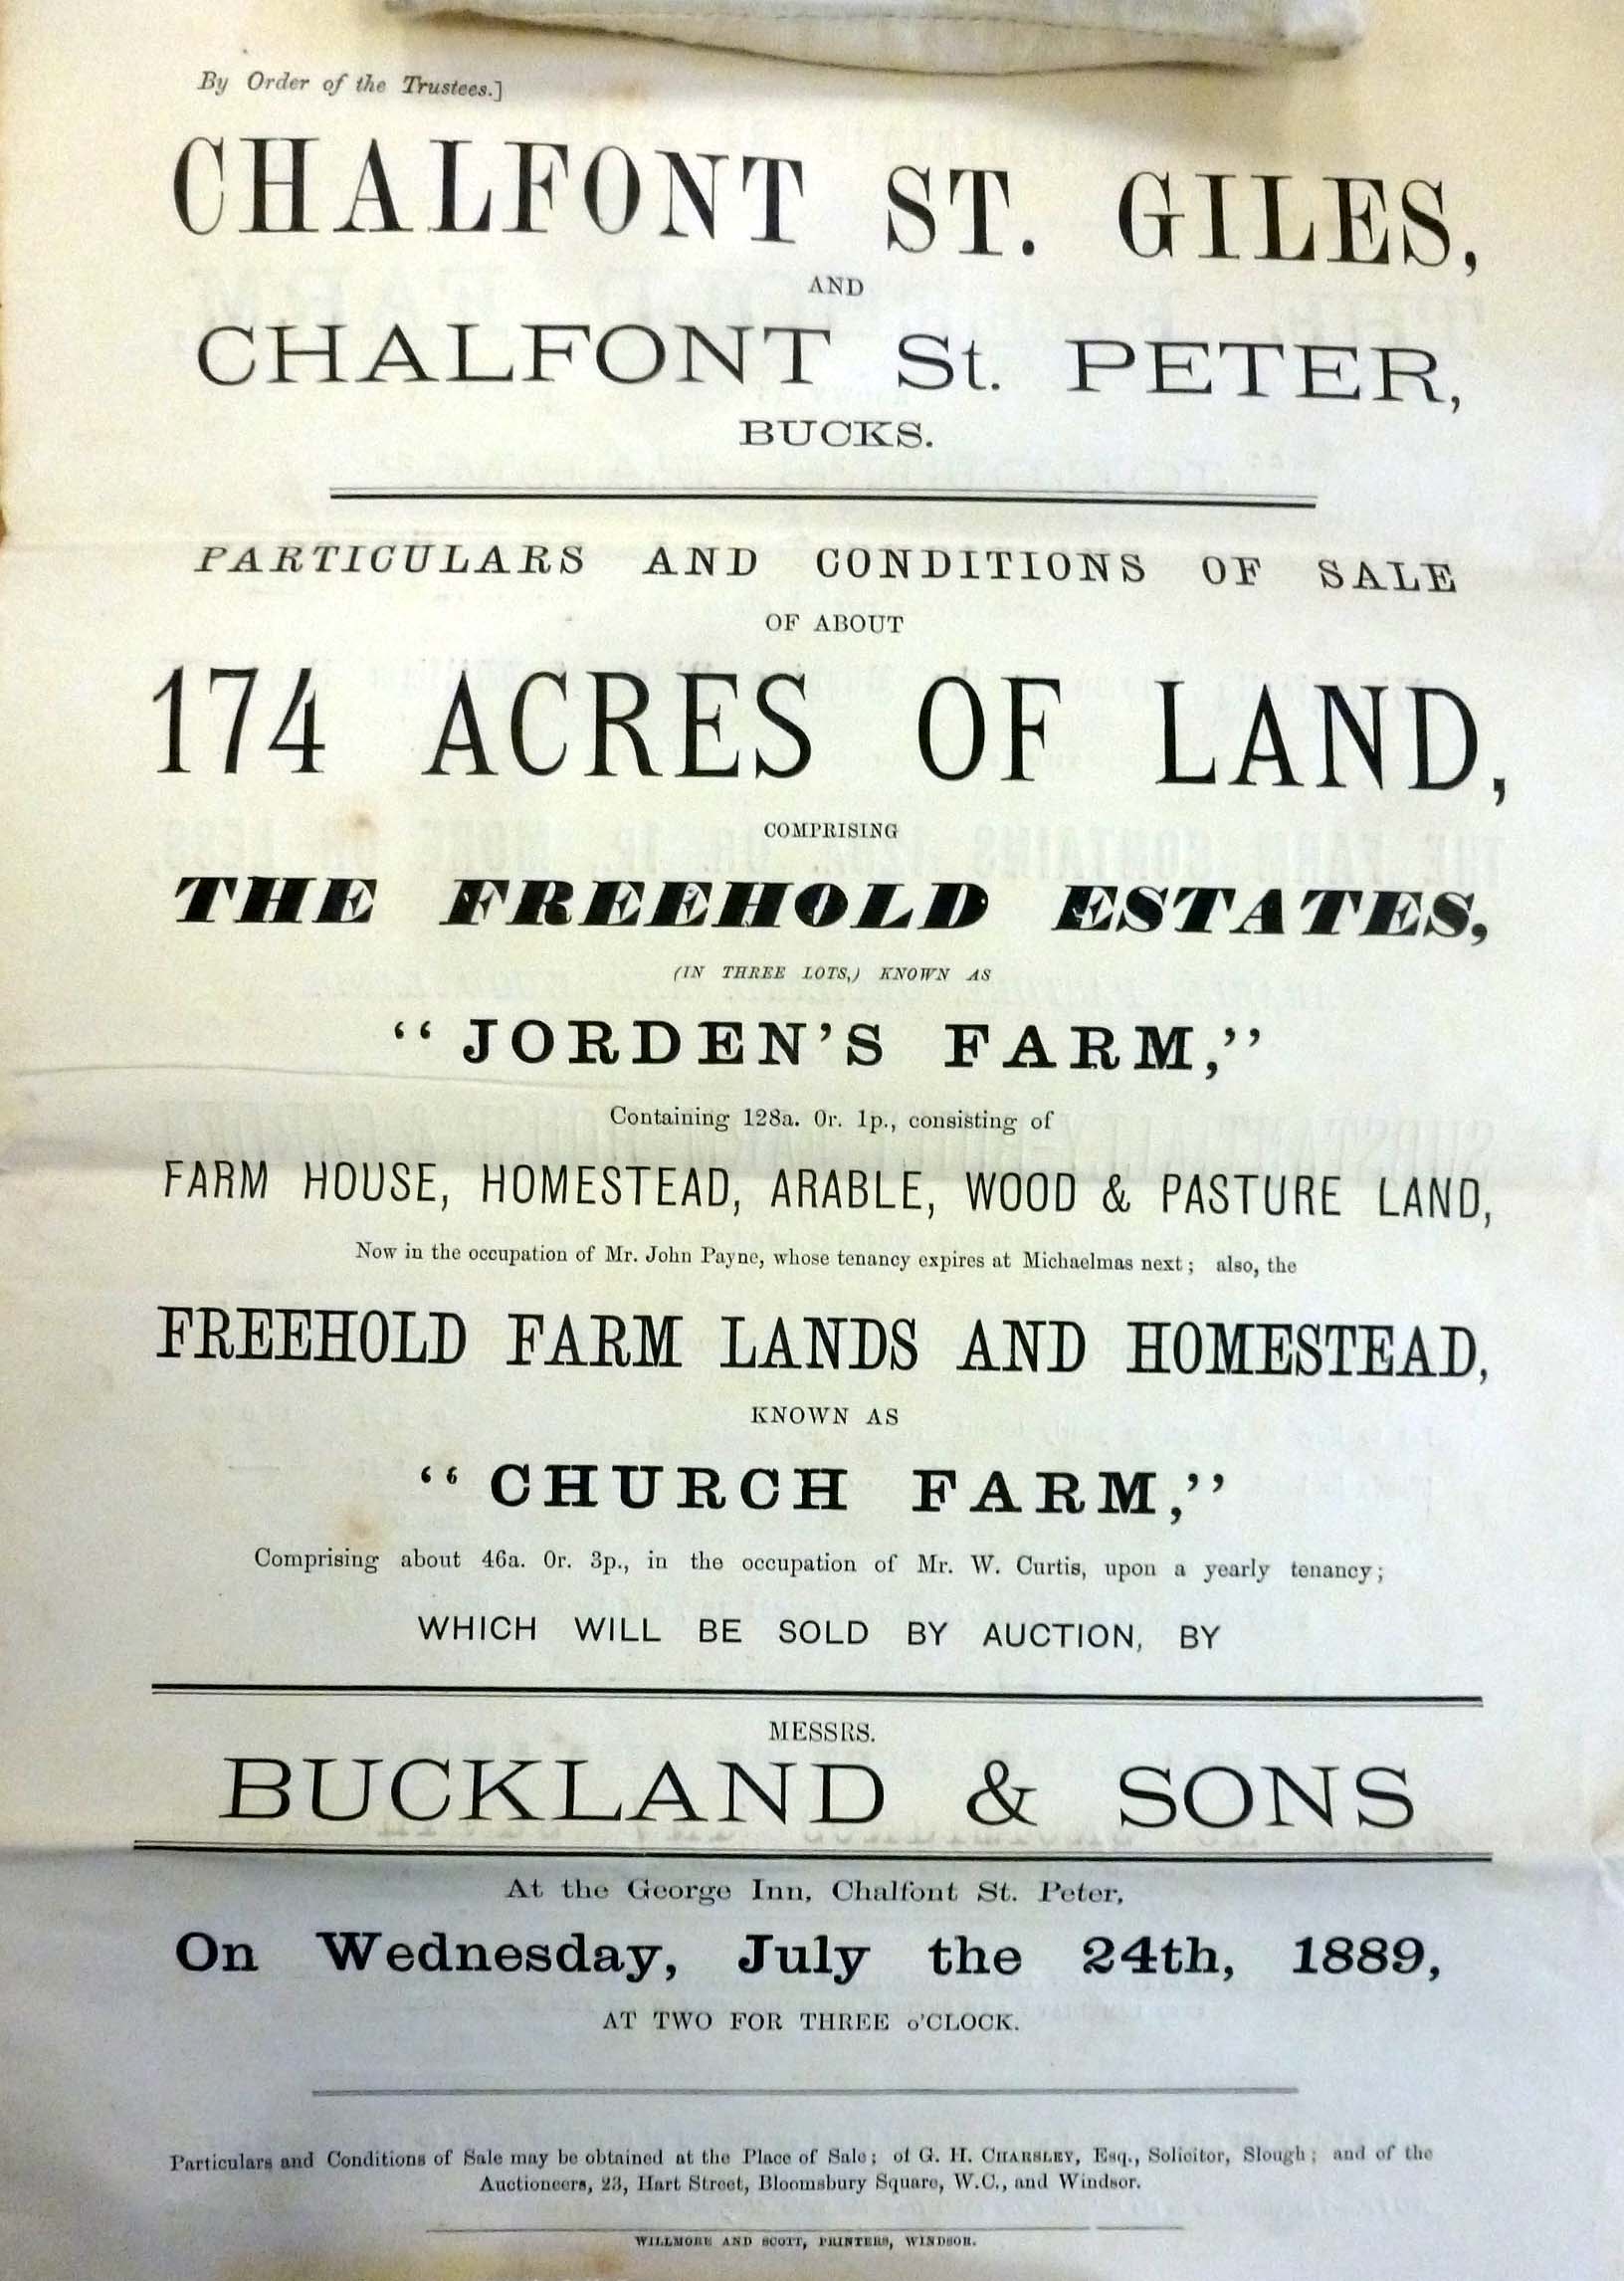 By Order of the Trustees.]
CHALFONT ST. GILES,
AND
CHALFONT St. PETER,
BUCKS.
PARTICULARS AND CONDITIONS OF SALE
OF ABOUT
174 ACRES OF LAND,
COMPRISING
THE FREEHOLD ESTATES,
(IN THREE LOTS,) KNOWN AS
“JORDEN’S FARM,”
Containing 128a. 0r. 1p., consisting of
FARM HOUSE, HOMESTEAD, ARABLE, WOOD & PASTURE LAND,
Now in the occupation of Mr. John Payne, whose tenancy expires at Michaelmas next; also, the
FREEHOLD FARM LANDS AND HOMESTEAD,
KNOWN AS
“CHURCH FARM,”
Comprising about 46a. 0r. 3p., in the occupation of Mr. W. Curtis, upon a yearly tenancy;
WHICH WILL BE SOLD BY AUCTION, BY
MESSRS.
BUCKLAND & SONS
At the George Inn, Chalfont St. Peter,
On Wednesday, July the 24th, 1889,
AT TWO FOR THREE o’CLOCK.
Particulars and Conditions of Sale may be obtained at the Place of Sale; of G. H. CHARSLEY, Esq., Solicitor, Slough; and of the
Auctioneers, 23, Hart Street, Bloomsbury Square, W.C., and Windsor.
WILLMORE AND SCOTT, PRINTERS, WINDSOR.